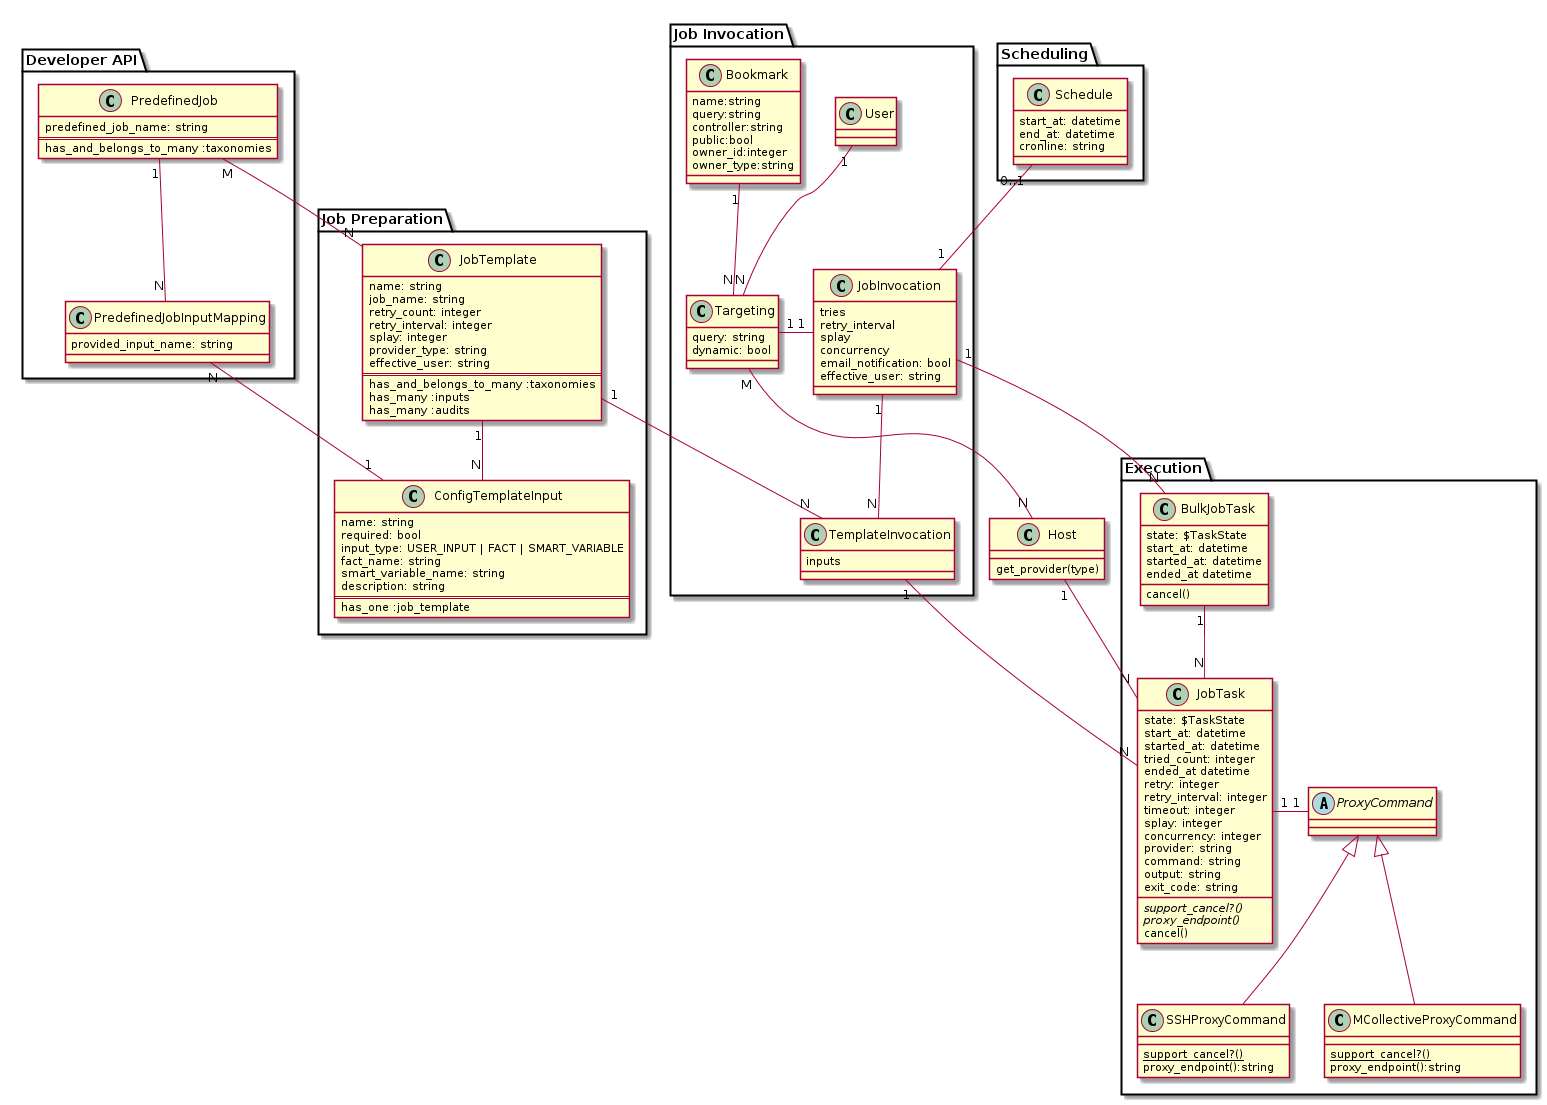 Developer API
C PredefinedJob
predefined_job_name: string
has_and_belongs_to_many :taxonomies
1
M
N
C PredefinedJobInputMapping
provided_input_name: string
N
Job Preparation
N
C JobTemplate
name: string
job_name: string
retry_count: integer
retry_interval: integer
splay: integer
provider_type: string
effective_user: string
has_and_belongs_to_many :taxonomies
has_many :inputs
has_many :audits
1
1
N
1
C ConfigTemplateInput
name: string
required: bool
input_type: USER_INPUT | FACT | SMART_VARIABLE
fact_name: string
smart_variable_name: string
description: string
has_one :job_template
Job Invocation
C Bookmark
name:string
query:string
controller:string
public:bool
owner_id:integer
owner_type:string
1
C User
1
N N
C Targeting
query: string
dynamic: bool
M
1 1
1
C JobInvocation
tries
retry_interval
splay
concurrency
email_notification: bool
effective_user: string
1
1
N
N
C TemplateInvocation
inputs
1
Scheduling
C Schedule
start_at: datetime
end_at: datetime
cronline: string
0..1
N
C Host
get_provider(type)
1
Execution
N
C BulkJobTask
state: $TaskState
start_at: datetime
started_at: datetime
ended_at datetime
cancel()
1
N
N
N
C JobTask
state: $TaskState
start_at: datetime
started_at: datetime
tried_count: integer
ended_at datetime
retry: integer
retry_interval: integer
timeout: integer
splay: integer
concurrency: integer
provider: string
command: string
output: string
exit_code: string
support_cancel?()
proxy_endpoint()
cancel()
1 1
A ProxyCommand
C SSHProxyCommand
support_cancel?()
proxy_endpoint():string
C MCollectiveProxyCommand
support_cancel?()
proxy_endpoint():string